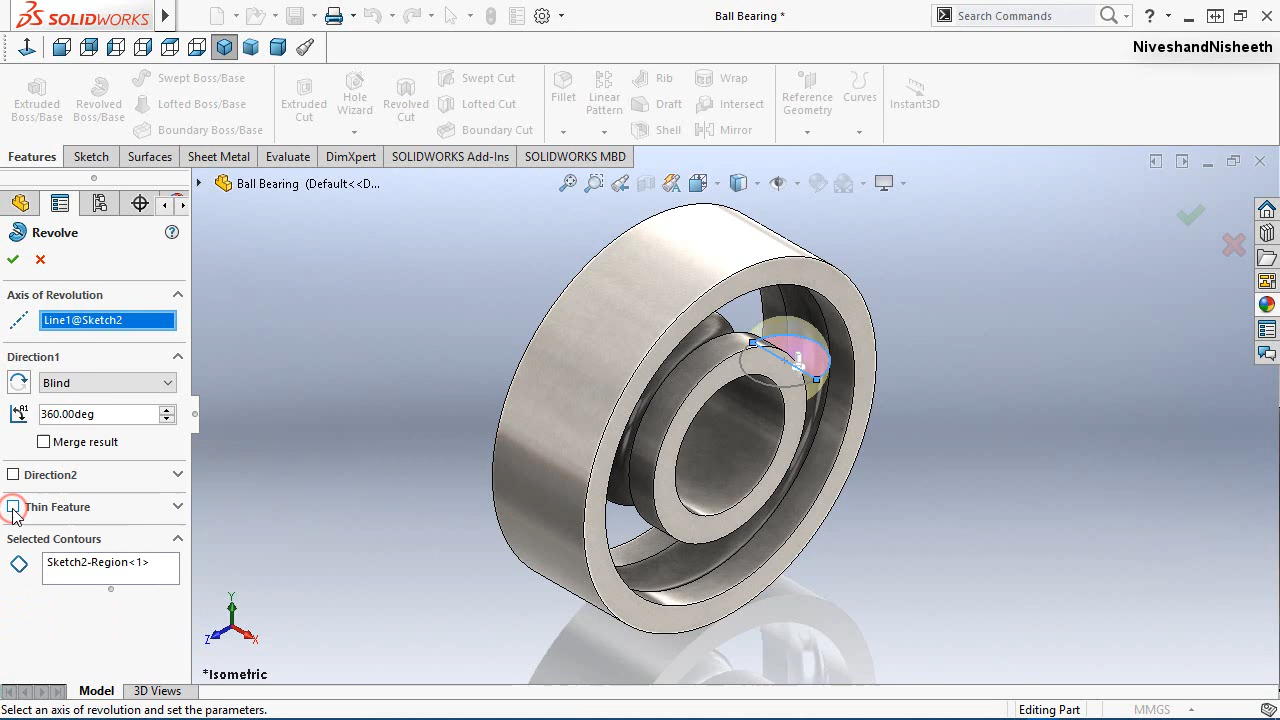 SOLIDWORKS
Ball Bearing *
Search Commands
?
NiveshandNisheeth
Extruded Boss/Base
Revolved Boss/Base
Swept Boss/Base
Lofted Boss/Base
Boundary Boss/Base
Extruded Cut
Hole Wizard
Revolved Cut
Swept Cut
Lofted Cut
Boundary Cut
Fillet
Linear Pattern
Rib
Draft
Shell
Wrap
Intersect
Mirror
Reference Geometry
Curves
Instant3D
Features
Sketch
Surfaces
Sheet Metal
Evaluate
DimXpert
SOLIDWORKS Add-Ins
SOLIDWORKS MBD
Ball Bearing (Default<<D...
Revolve
?
Axis of Revolution
Line1@Sketch2
Direction1
Blind
A1
360.00deg
Merge result
Direction2
Thin Feature
Selected Contours
Sketch2-Region<1>
Y
Z
X
*Isometric
Model
3D Views
Select an axis of revolution and set the parameters.
Editing Part
MMGS